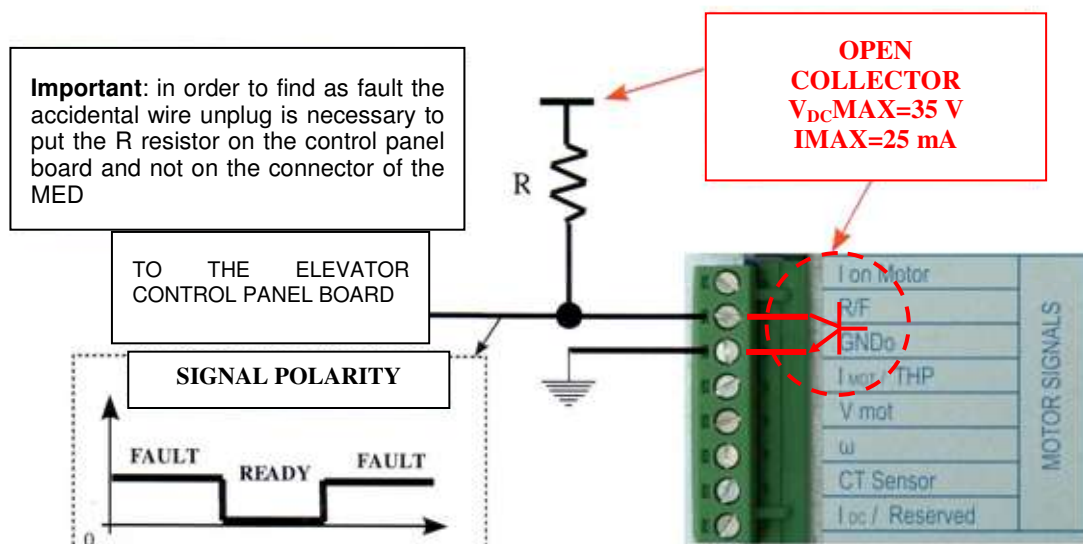 Important: in order to find as fault the
accidental wire unplug is necessary to
put the R resistor on the control panel
board and not on the connector of the
MED
OPEN
COLLECTOR
VDCMAX=35 V
IMAX=25 mA
R
TO THE ELEVATOR
CONTROL PANEL BOARD
SIGNAL POLARITY
FAULT
READY
FAULT
0
I on Motor
R/F
GNDo
I MOT / THP
V mot
ω
CT Sensor
I DC / Reserved
MOTOR SIGNALS